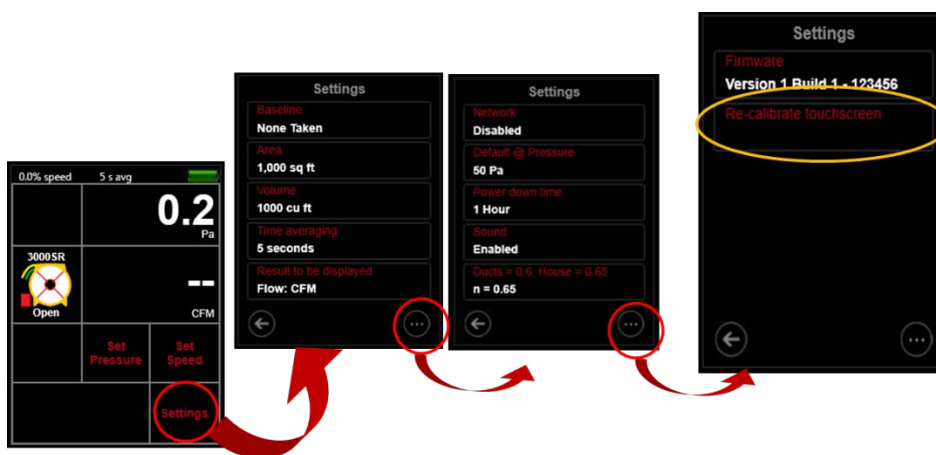 0.0% speed 5 s avg
0.2
Pa
3000SR
Open
--
CFM
Set Pressure
Set Speed
Settings
Settings
Baseline
None Taken
Area
1,000 sq ft
Volume
1000 cu ft
Time averaging
5 seconds
Result to be displayed
Flow: CFM
Settings
Network
Disabled
Default @ Pressure
50 Pa
Power down time
1 Hour
Sound
Enabled
Ducts = 0.6, House = 0.65
n = 0.65
Settings
Firmware
Version 1 Build 1 - 123456
Re-calibrate touchscreen